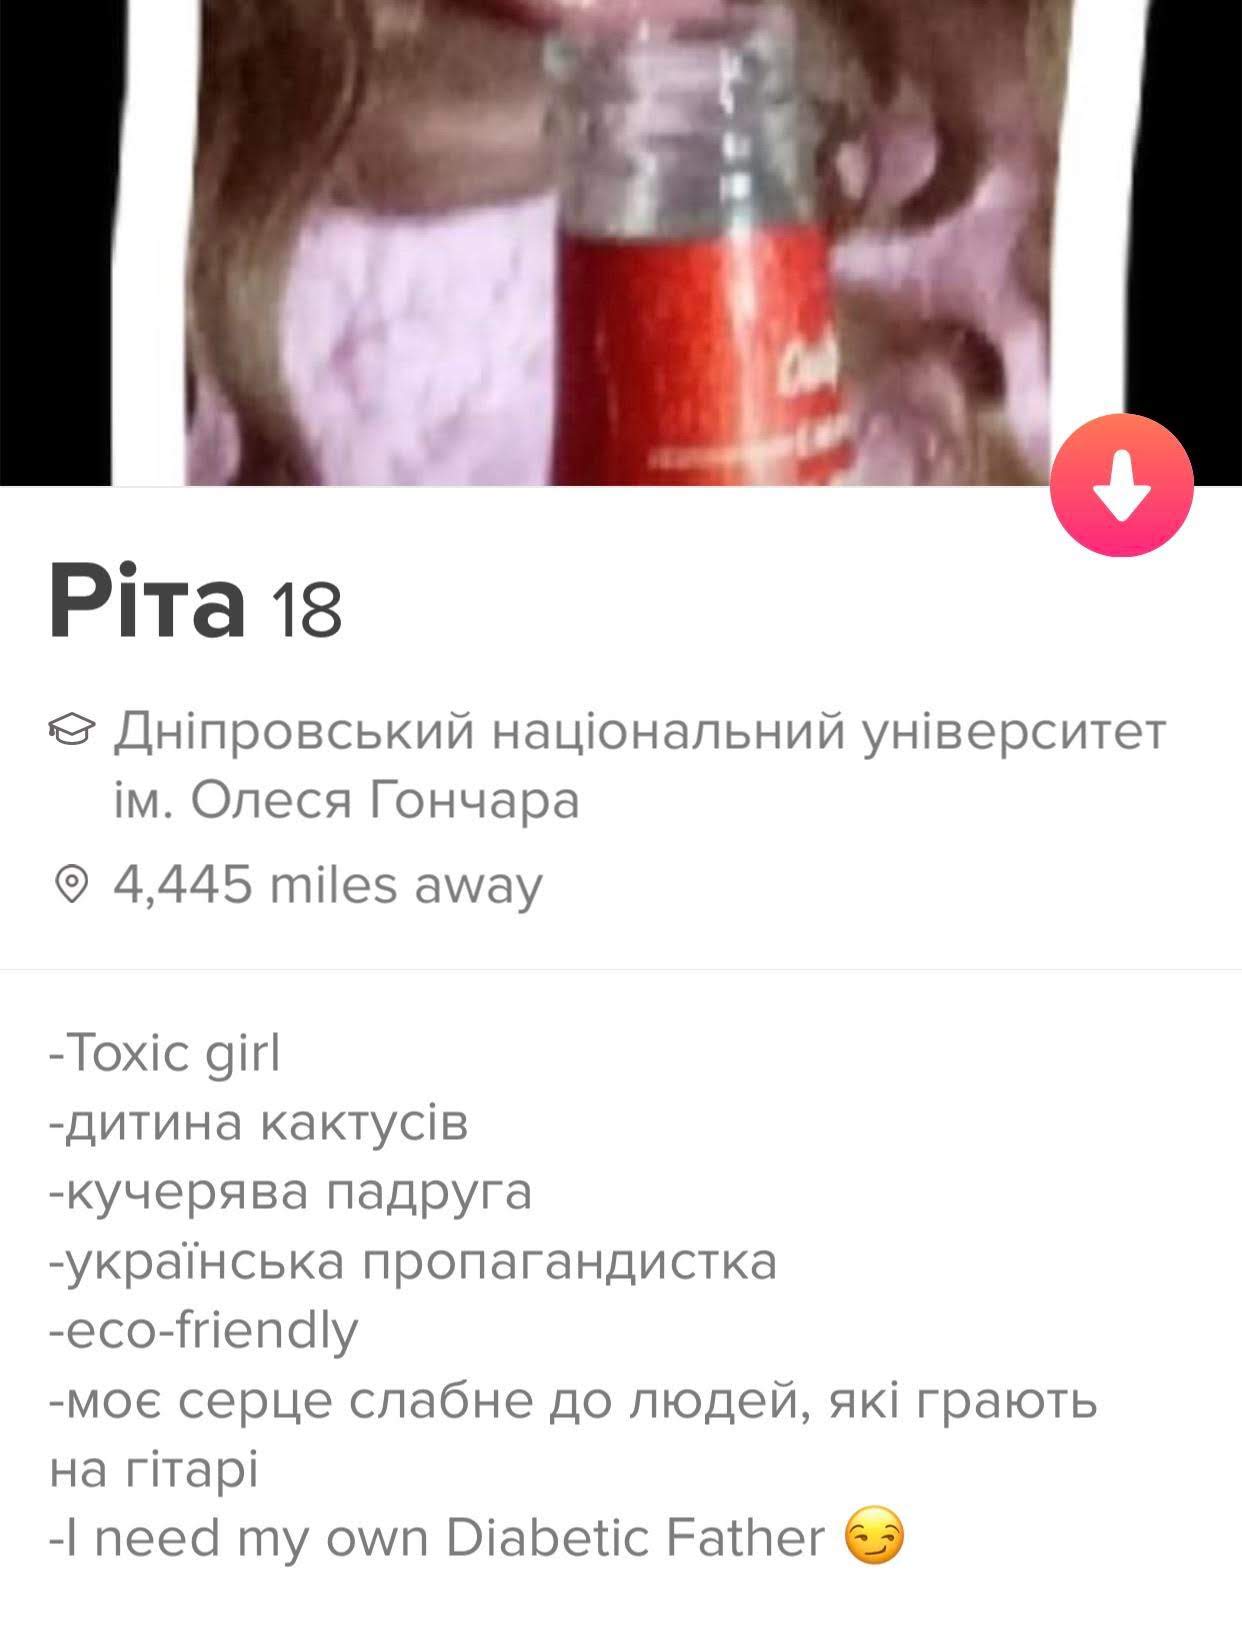 Ріта 18
Дніпровський національний університет
ім. Олеся Гончара
4,445 miles away
-Toxic girl
-дитина кактусів
-кучерява падруга
-українська пропагандистка
-eco-friendly
-моє серце слабне до людей, які грають
на гітарі
-I need my own Diabetic Father 😏